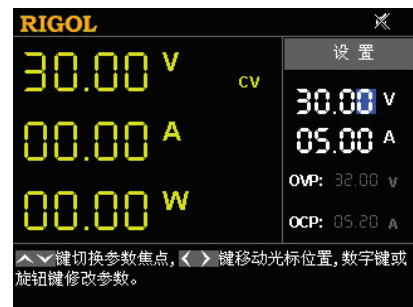 RIGOL
设 置
30.00 V
CV
30.00 V
00.00 A
05.00 A
OVP: 32.00 V
00.00 W
OCP: 05.20 A
键切换参数焦点, 键移动光标位置, 数字键或
旋钮键修改参数。